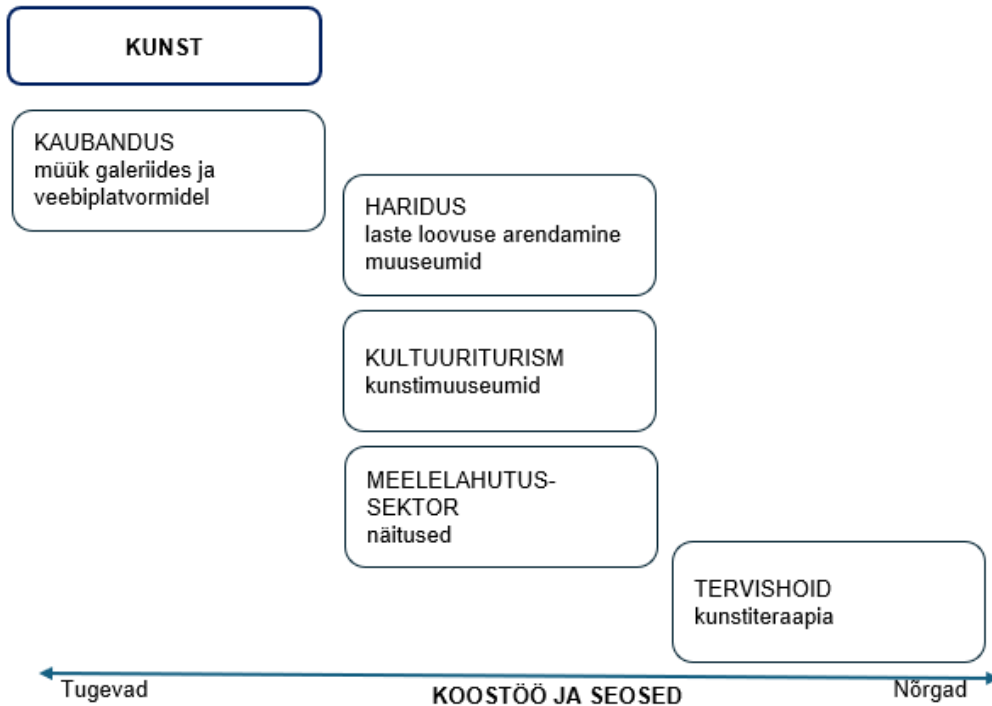 KUNST
KAUBANDUS
müük galeriides ja
veebiplatvormidel
HARIDUS
laste loovuse arendamine
muuseumid
KULTUURITURISM
kunstimuuseumid
MEELELAHUTUS-
SEKTOR
näitused
TERVISHOID
kunstiteraapia
Tugevad
KOOSTÖÖ JA SEOSED
Nõrgad